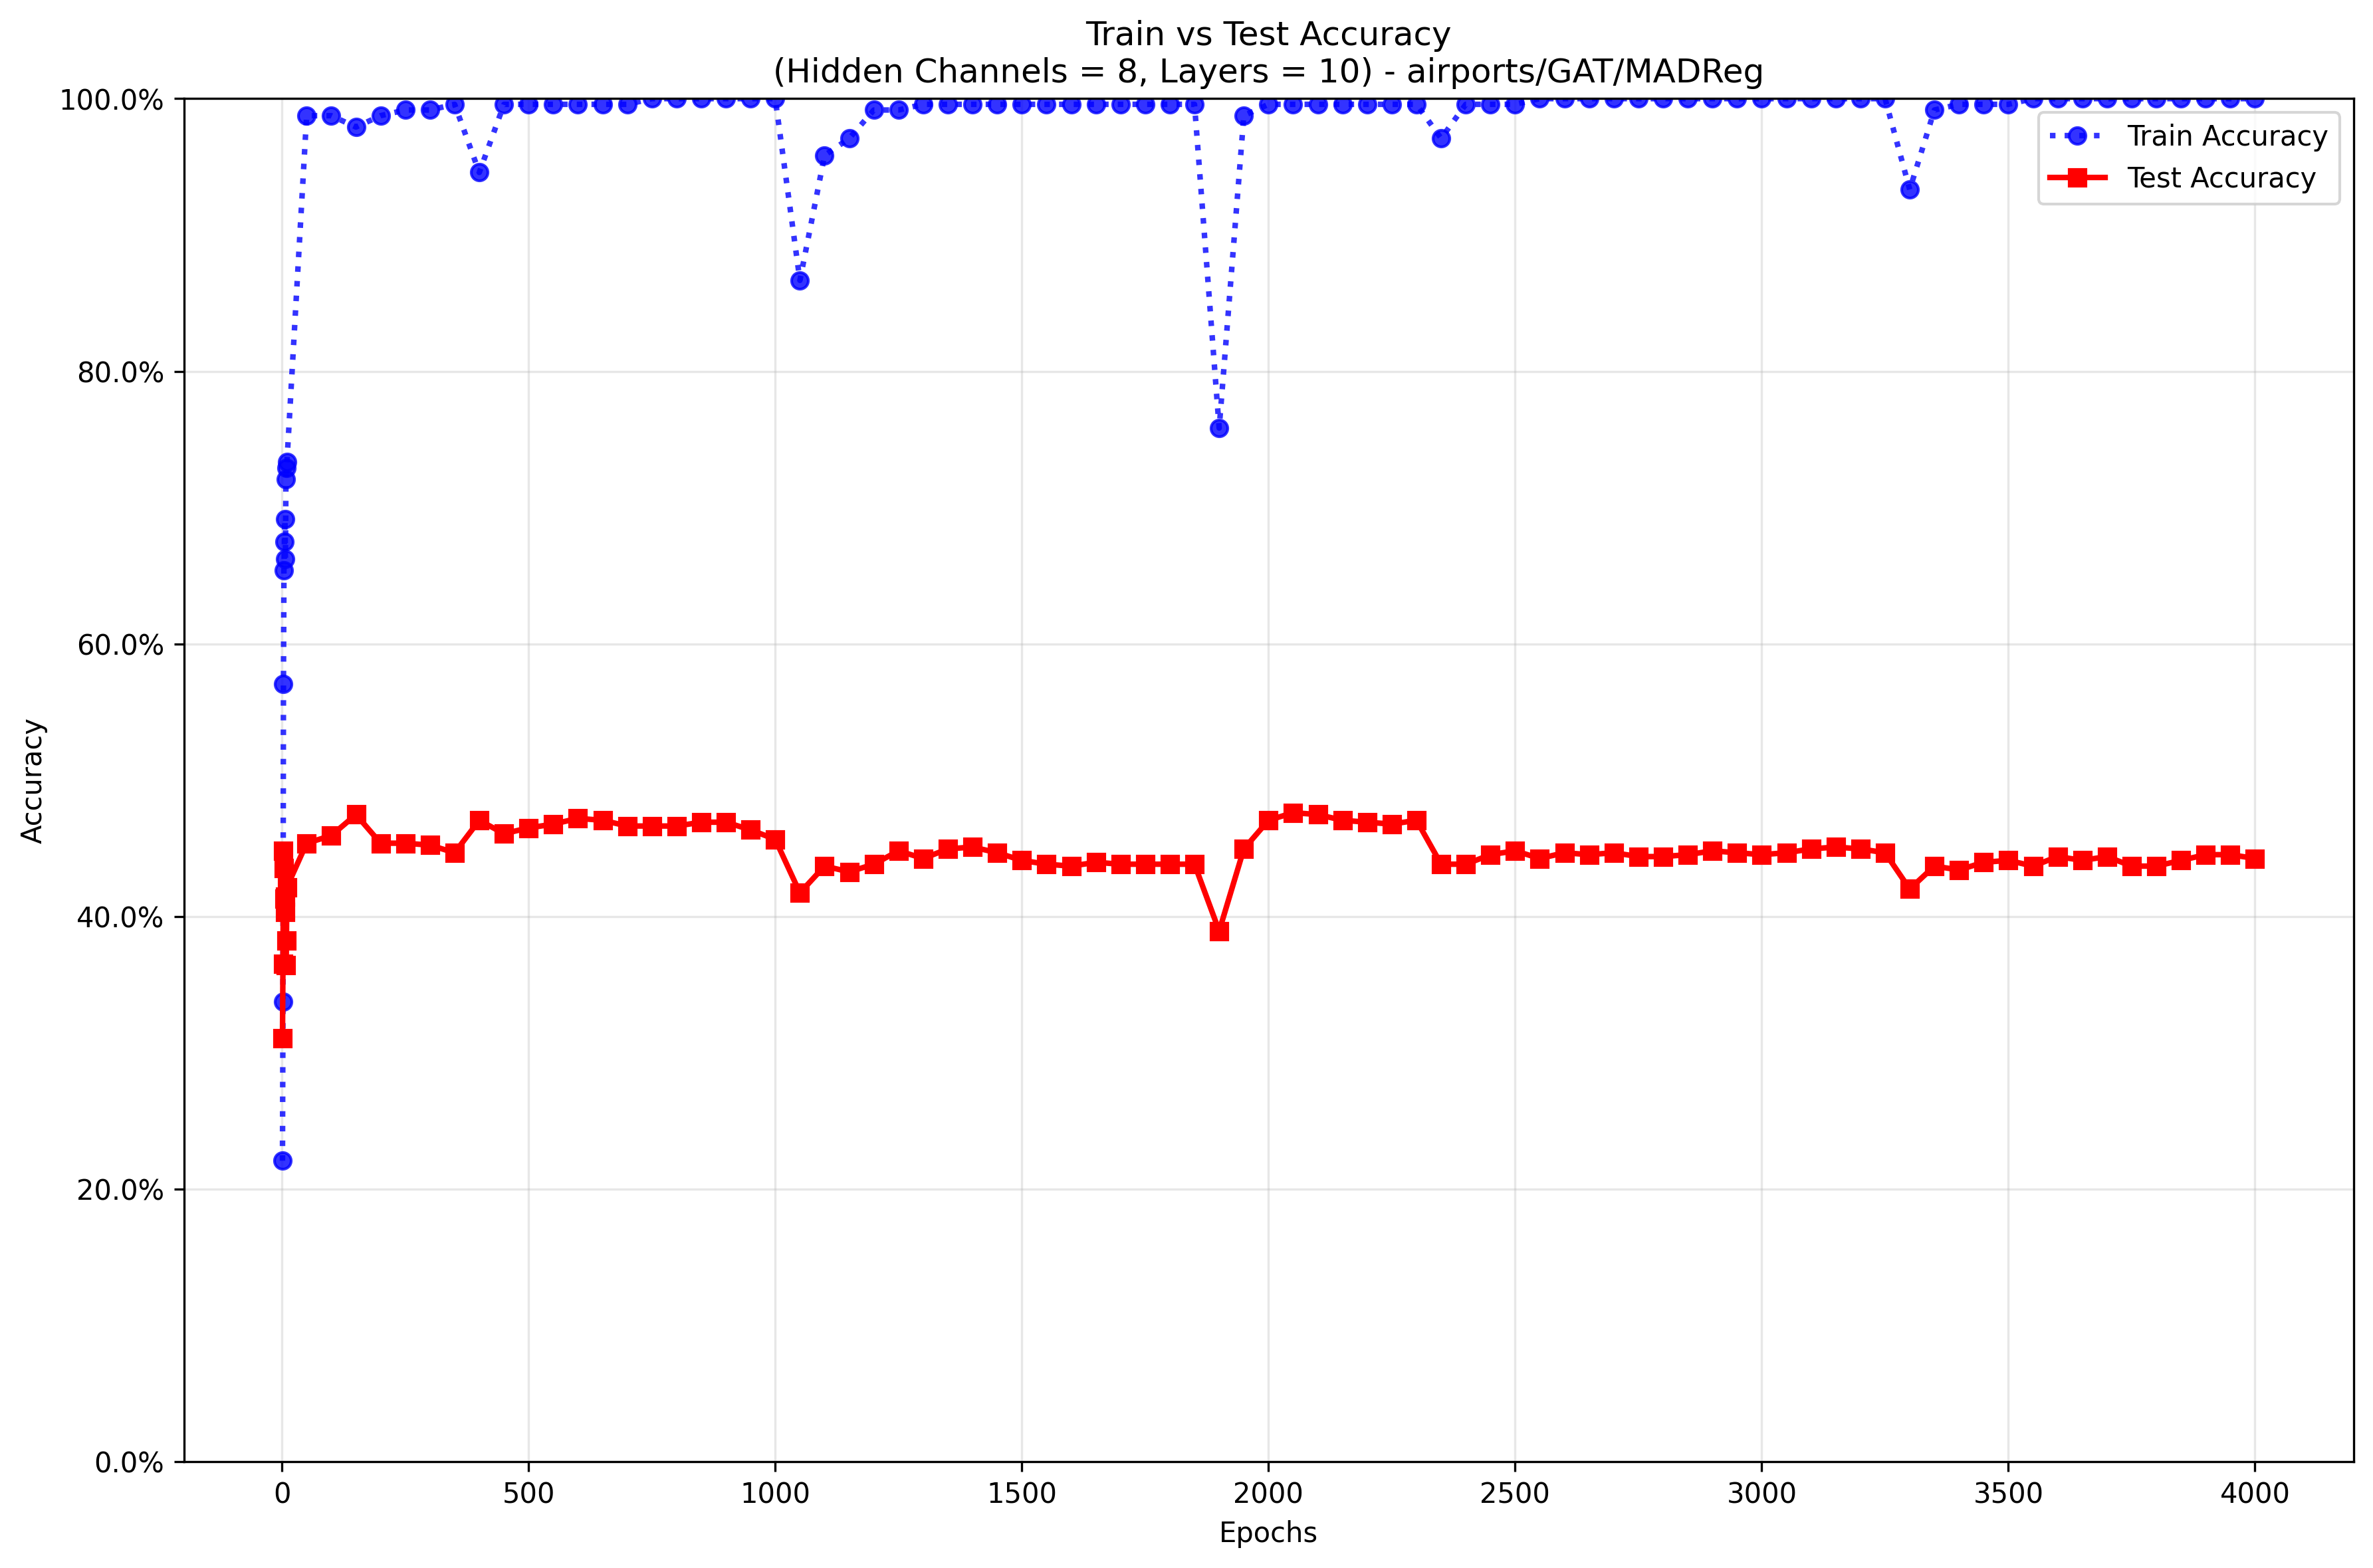 Train vs Test Accuracy
(Hidden Channels = 8, Layers = 10) - airports/GAT/MADReg
100.0%
80.0%
60.0%
40.0%
20.0%
0.0%
Accuracy
Train Accuracy
Test Accuracy
0 500 1000 1500 2000 2500 3000 3500 4000
Epochs